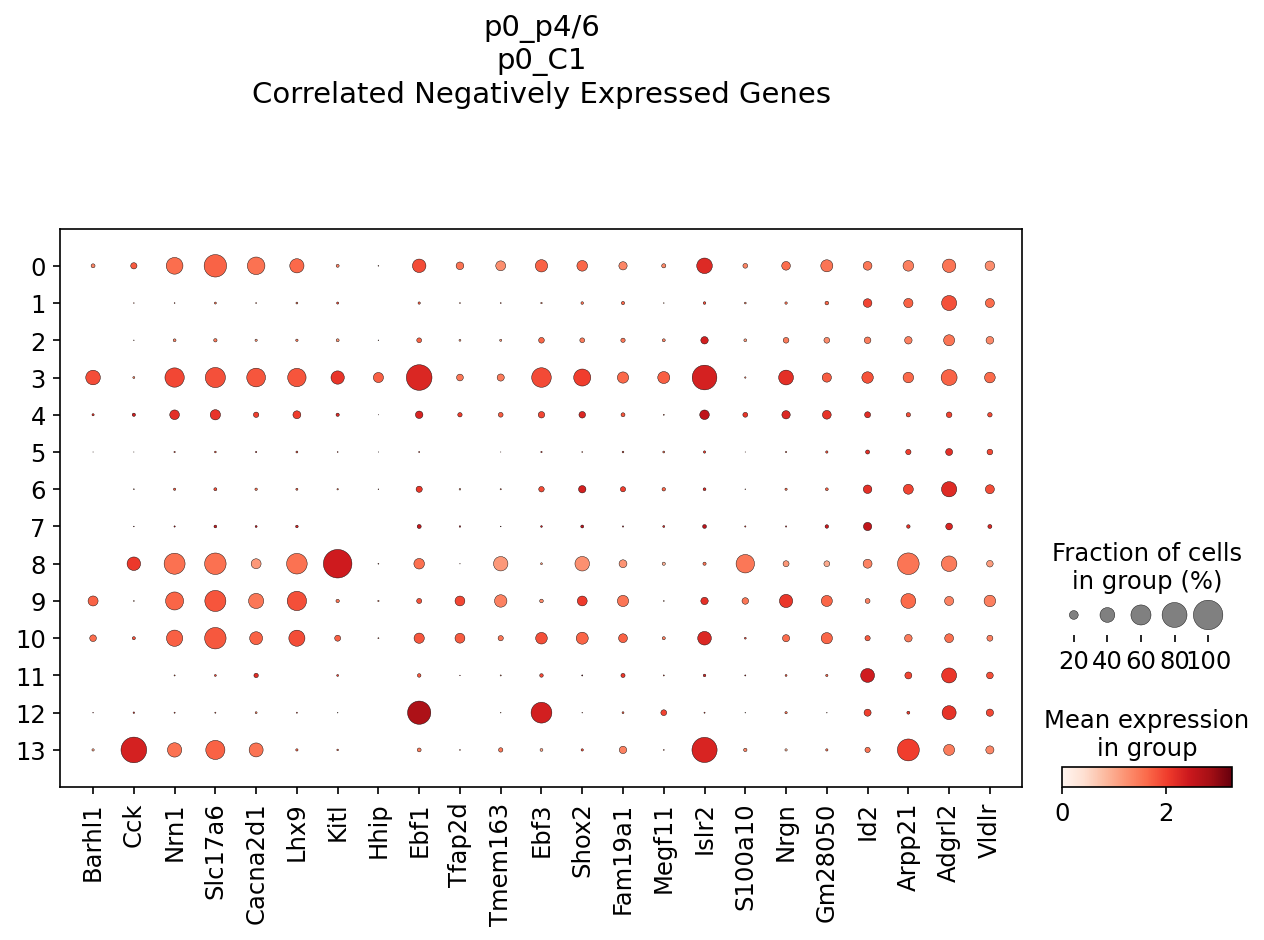 p0_p4/6
p0_C1
Correlated Negatively Expressed Genes
0
1
2
3
4
5
6
7
8
9
10
11
12
13
Barhl1
Cck
Nrn1
Slc17a6
Cacna2d1
Lhx9
Kitl
Hhip
Ebf1
Tfap2d
Tmem163
Ebf3
Shox2
Fam19a1
Megf11
Islr2
S100a10
Nrgn
Gm28050
Id2
Arpp21
Adgrl2
Vldlr
Fraction of cells
in group (%)
20 40 60 80 100
Mean expression
in group
0 2